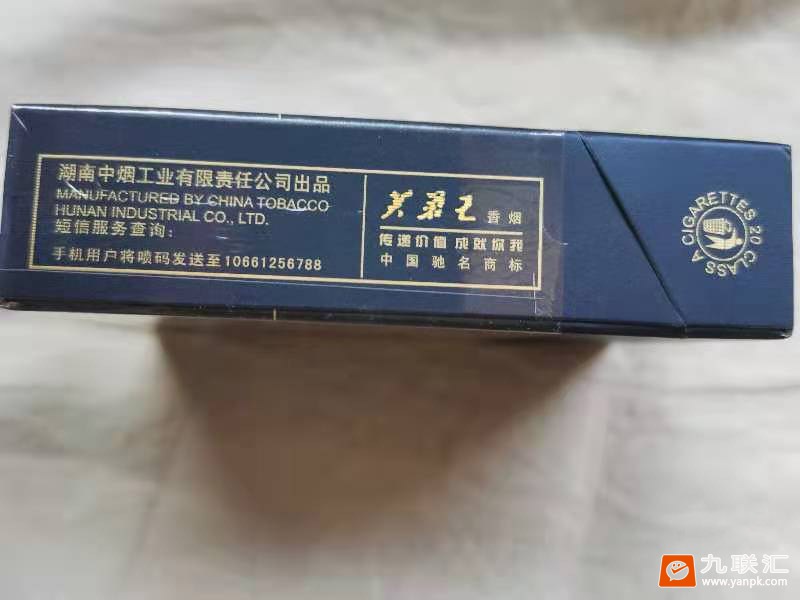 湖南中烟工业有限责任公司出品
MANUFACTURED BY CHINA TOBACCO
HUNAN INDUSTRIAL CO., LTD.
短信服务查询:
手机用户将喷码发送至10661256788
芙蓉王 香烟
传递价值 成就你我
中国驰名商标
CLASS A CIGARETTES 20
九联汇
www.yanpk.com